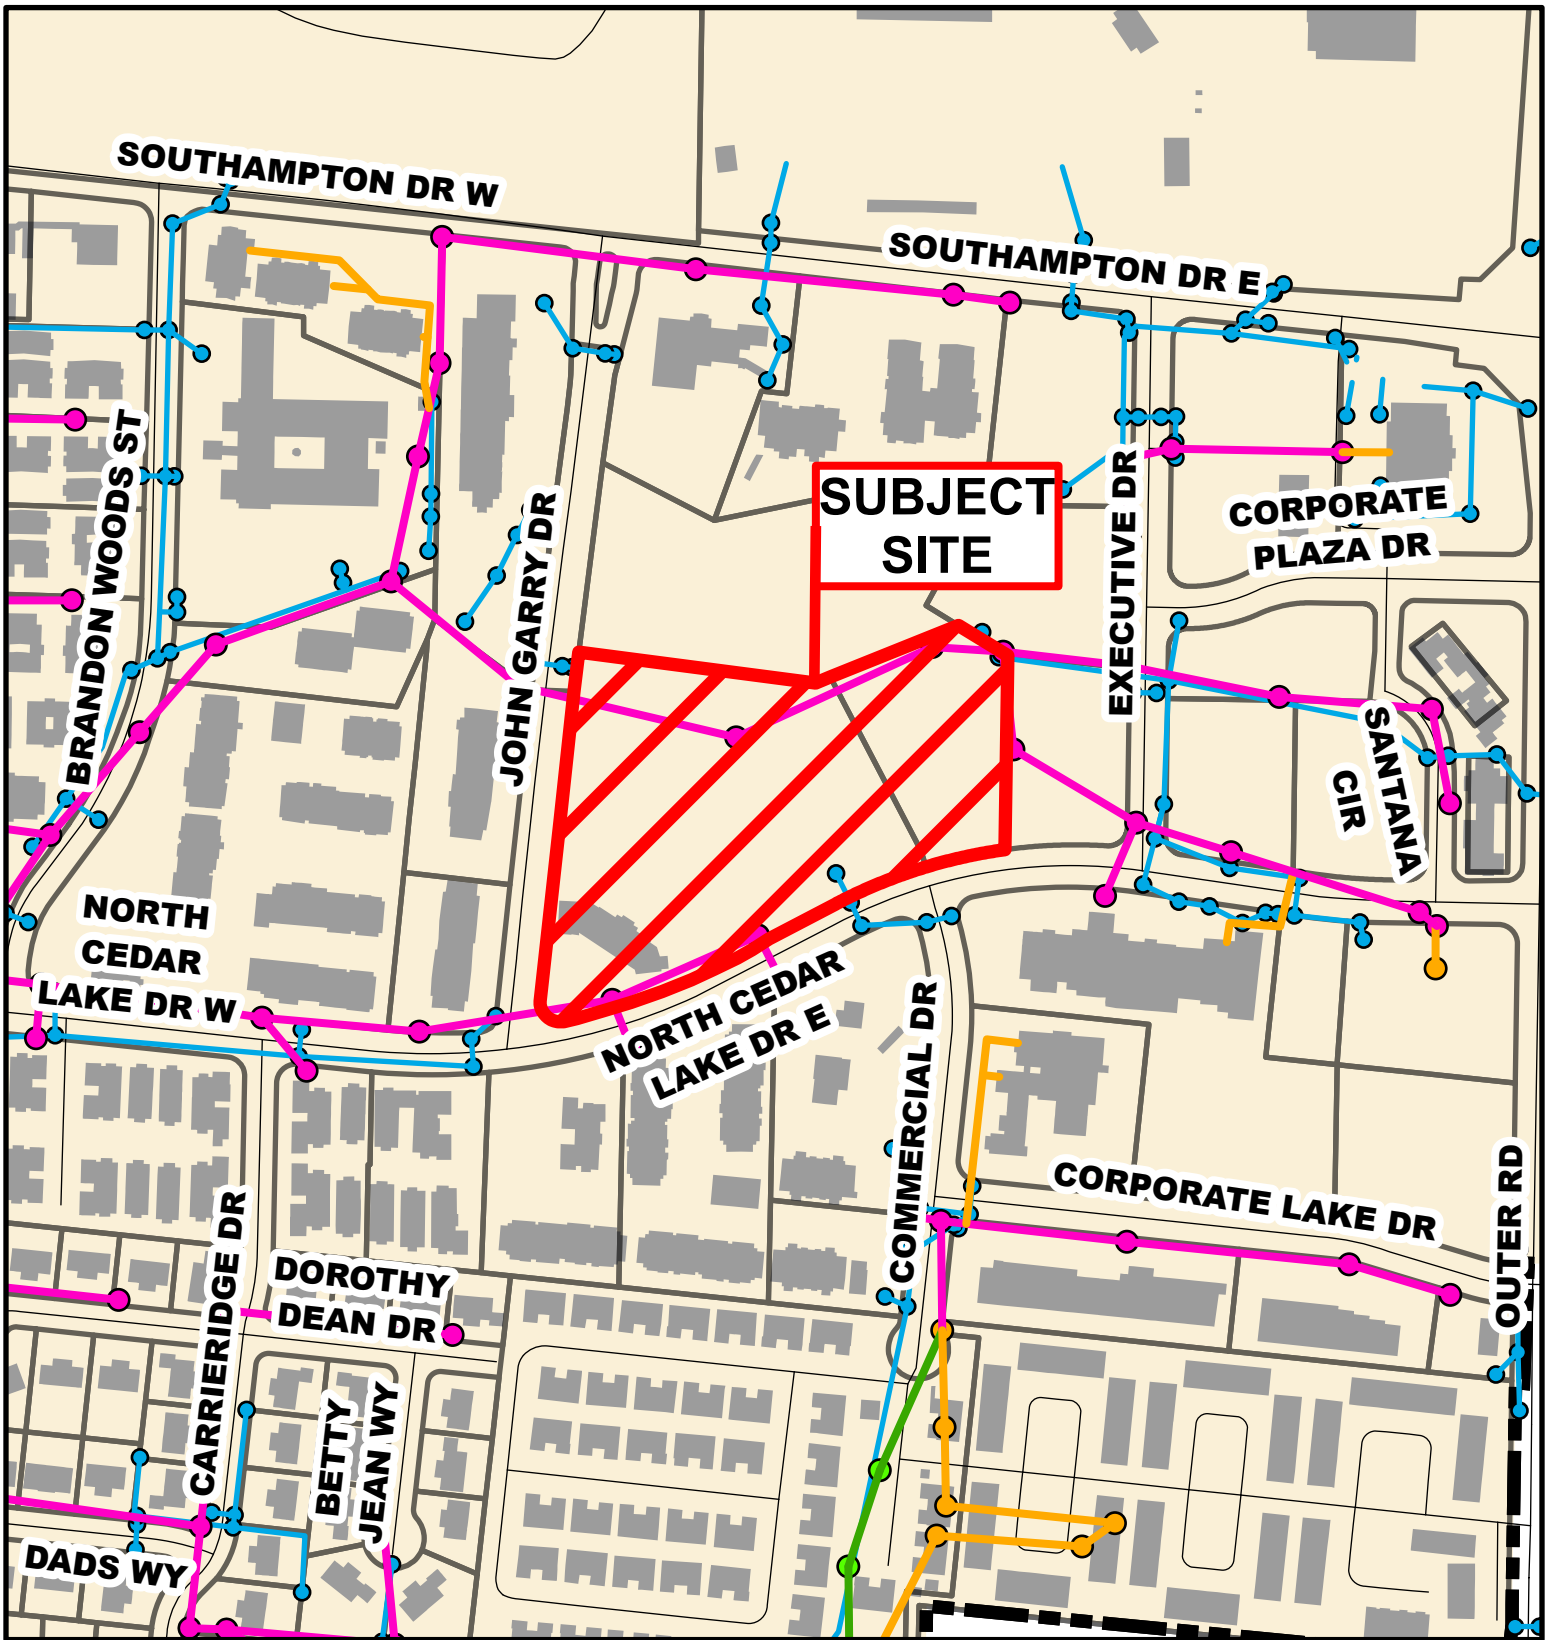 SOUTHAMPTON DR W
SOUTHAMPTON DR E
BRANDON WOODS ST
JOHN GARRY DR
SUBJECT
SITE
EXECUTIVE DR
CORPORATE
PLAZA DR
SANTANA
CIR
NORTH
CEDAR
LAKE DR W
NORTH CEDAR
LAKE DR E
COMMERCIAL DR
CORPORATE LAKE DR
OUTER RD
CARRIERIDGE DR
DOROTHY
DEAN DR
BETTY
JEAN WY
DADS WY